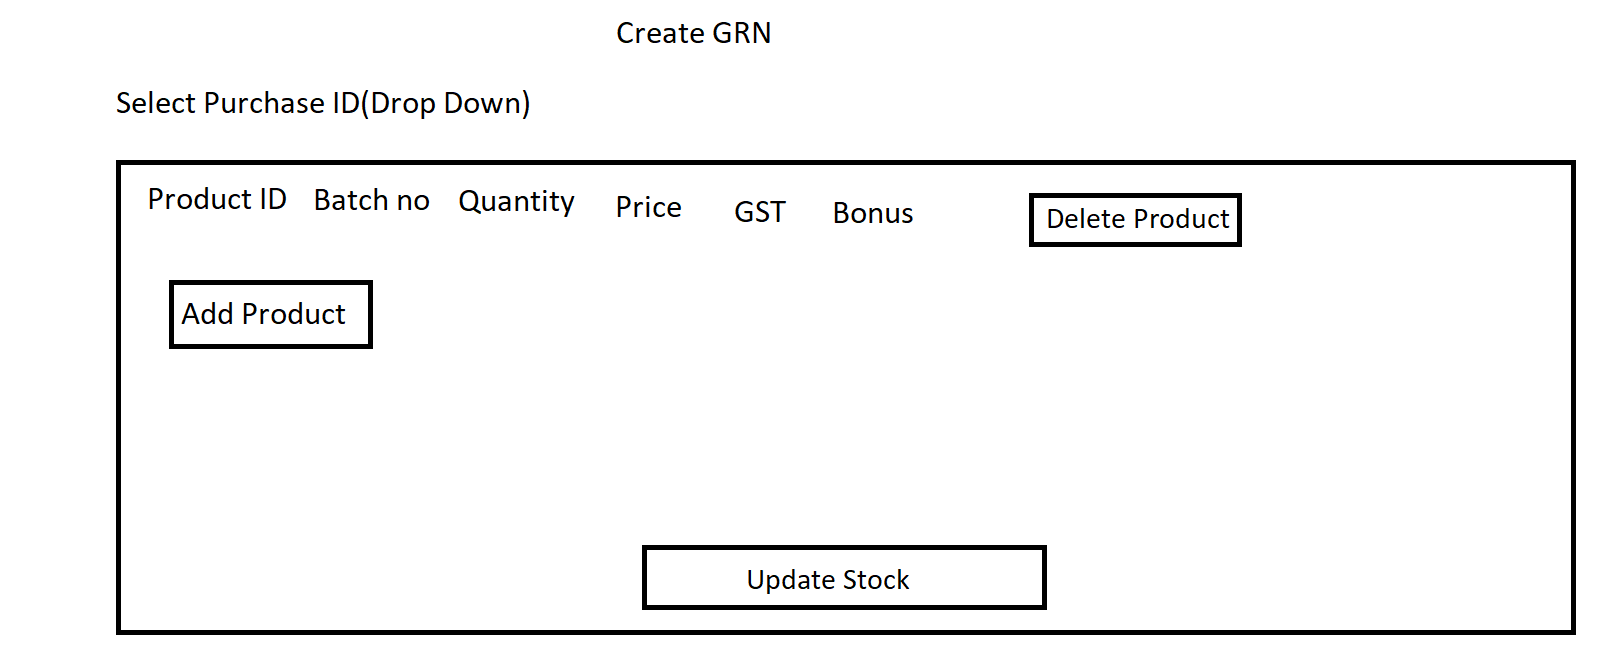 Create GRN
Select Purchase ID(Drop Down)
Product ID Batch no Quantity Price GST Bonus Delete Product
Add Product
Update Stock